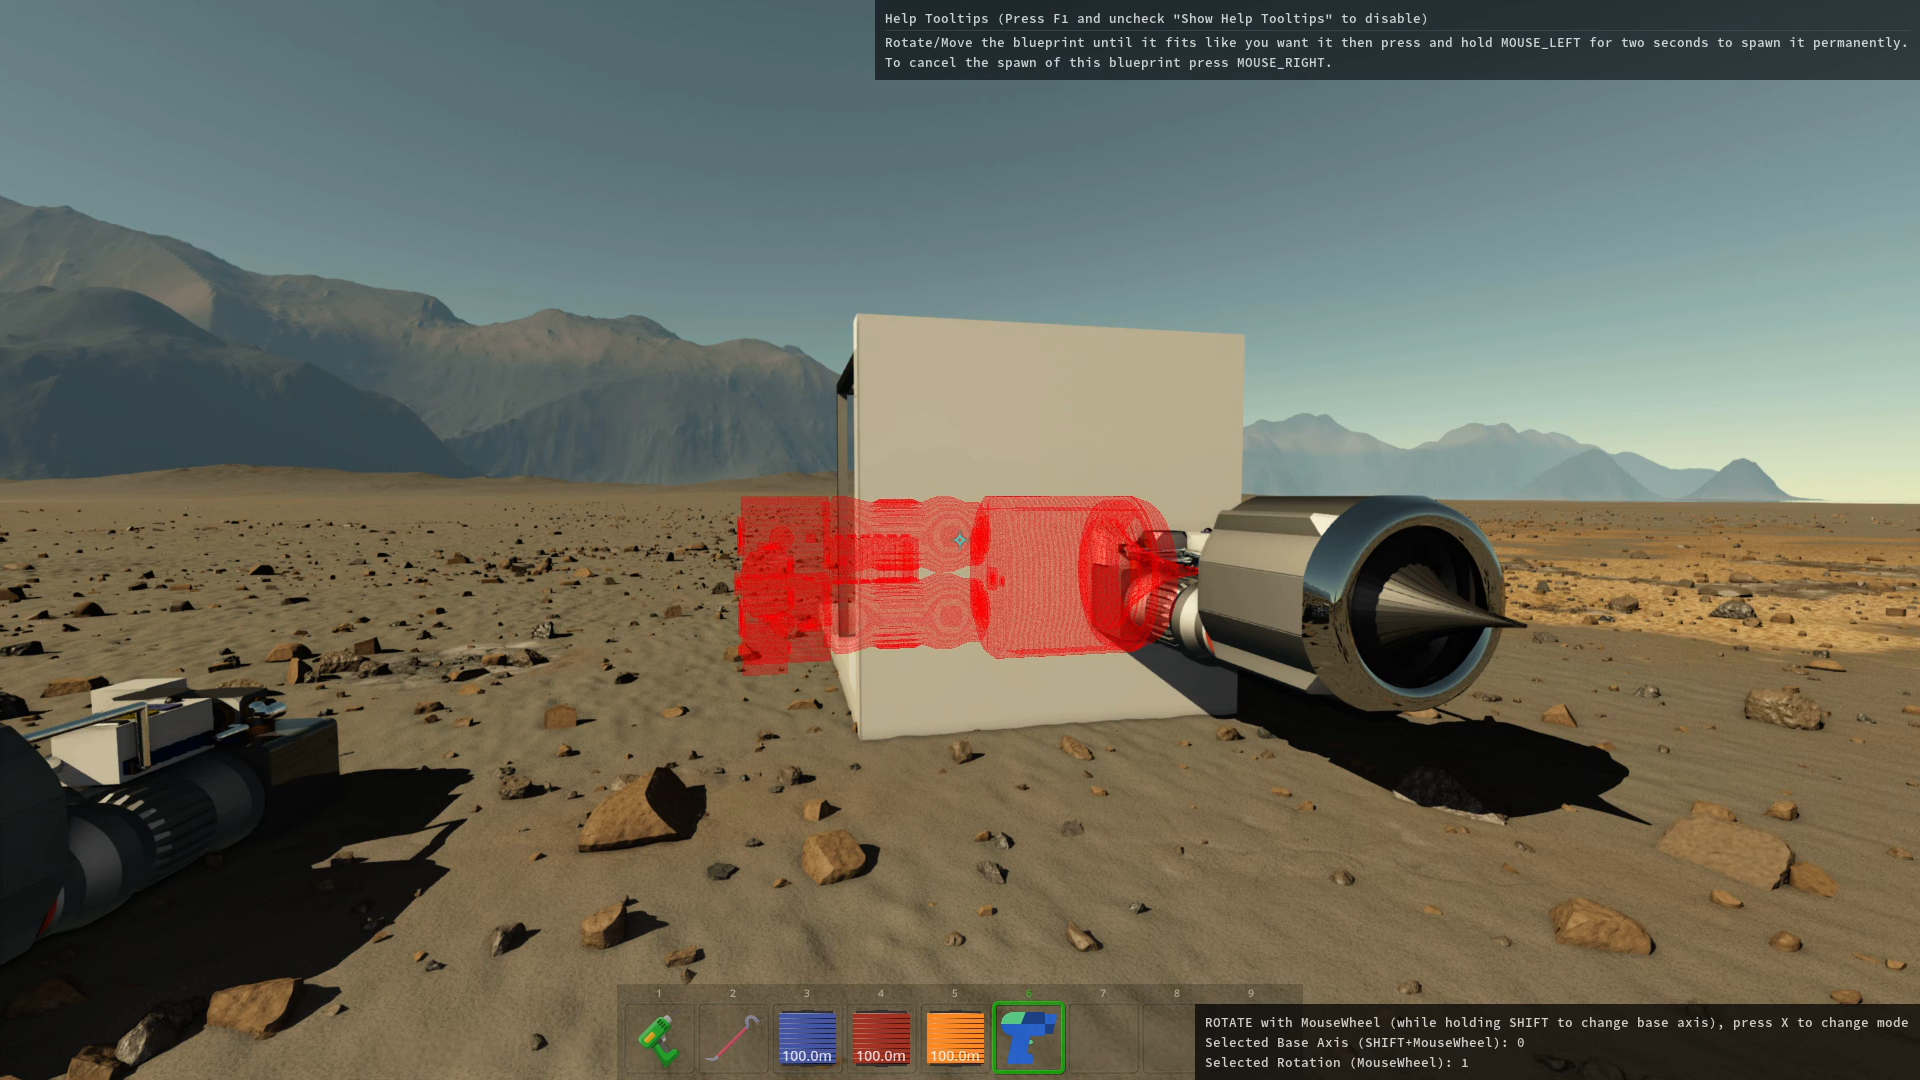 Help Tooltips (Press F1 and uncheck "Show Help Tooltips" to disable)
Rotate/Move the blueprint until it fits like you want it then press and hold MOUSE_LEFT for two seconds to spawn it permanently.
To cancel the spawn of this blueprint press MOUSE_RIGHT.
1 2 3 4 5 6 7 8 9
100.0m 100.0m 100.0m
ROTATE with MouseWheel (while holding SHIFT to change base axis), press X to change mode
Selected Base Axis (SHIFT+MouseWheel): 0
Selected Rotation (MouseWheel): 1